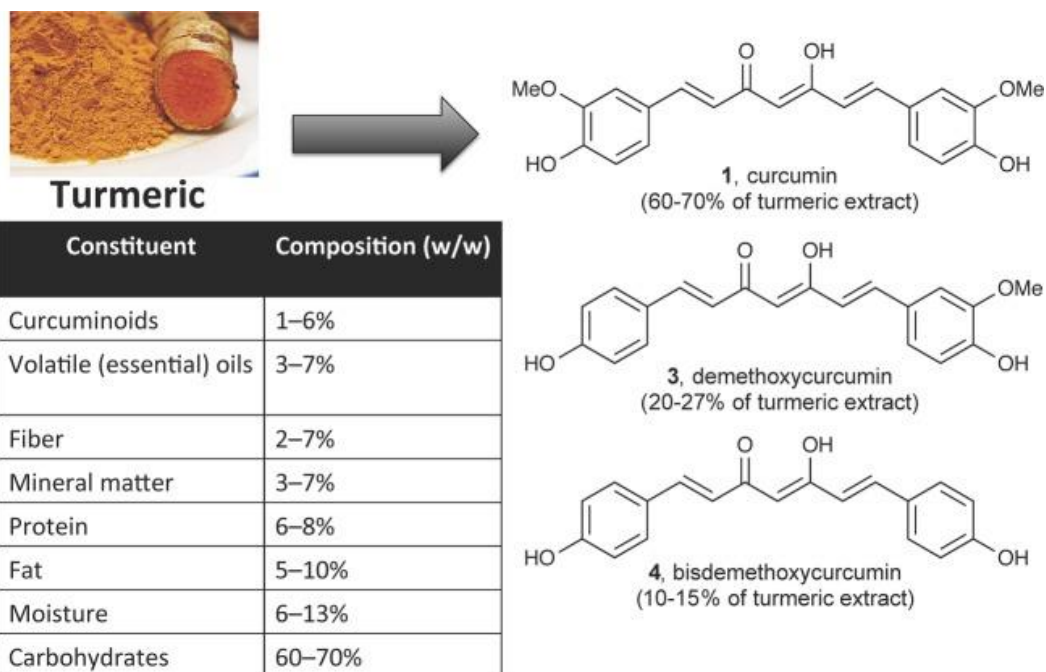 Turmeric
Constituent Composition (w/w)
Curcuminoids 1–6%
Volatile (essential) oils 3–7%
Fiber 2–7%
Mineral matter 3–7%
Protein 6–8%
Fat 5–10%
Moisture 6–13%
Carbohydrates 60–70%
O OH
MeO OMe
HO OH
1, curcumin
(60-70% of turmeric extract)
O OH
OMe
HO OH
3, demethoxycurcumin
(20-27% of turmeric extract)
O OH
HO OH
4, bisdemethoxycurcumin
(10-15% of turmeric extract)